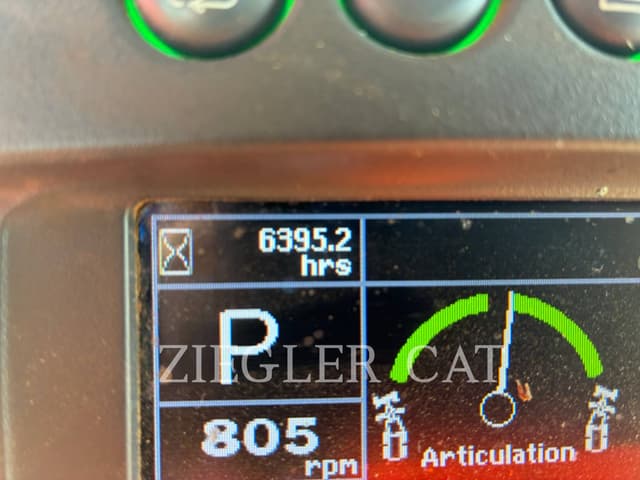 6395.2
hrs
P
ZIEGLER CAT
805
rpm
Articulation